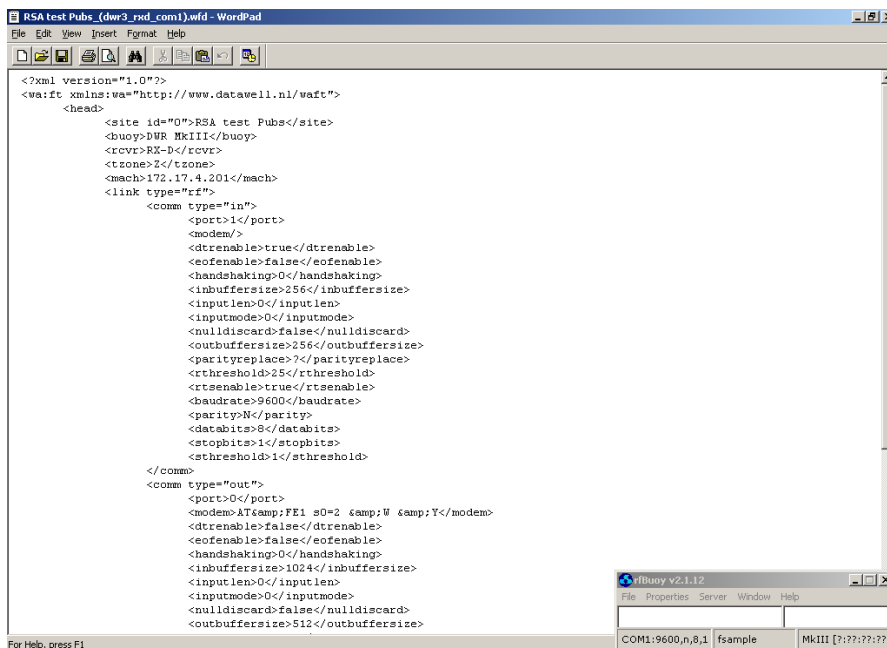 RSA test Pubs_(dwr3_rxd_com1).wfd - WordPad
File Edit View Insert Format Help
<?xml version="1.0"?>
<wa:ft xmlns:wa="http://www.datawell.nl/waft">
<head>
<site id="0">RSA test Pubs</site>
<buoy>DWR MkIII</buoy>
<rcvr>RX-D</rcvr>
<tzone>Z</tzone>
<mach>172.17.4.201</mach>
<link type="rf">
<comm type="in">
<port>1</port>
<modem/>
<dtrenable>true</dtrenable>
<eofenable>false</eofenable>
<handshaking>0</handshaking>
<inbuffersize>256</inbuffersize>
<inputlen>0</inputlen>
<inputmode>0</inputmode>
<nulldiscard>false</nulldiscard>
<outbuffersize>256</outbuffersize>
<parityreplace>?</parityreplace>
<rthreshold>25</rthreshold>
<rtsenable>true</rtsenable>
<baudrate>9600</baudrate>
<parity>N</parity>
<databits>8</databits>
<stopbits>1</stopbits>
<sthreshold>1</sthreshold>
</comm>
<comm type="out">
<port>0</port>
<modem>AT&amp;FE1 s0=2 &amp;W &amp;Y</modem>
<dtrenable>false</dtrenable>
<eofenable>false</eofenable>
<handshaking>0</handshaking>
<inbuffersize>1024</inbuffersize>
<inputlen>0</inputlen>
<inputmode>0</inputmode>
<nulldiscard>false</nulldiscard>
<outbuffersize>512</outbuffersize>
For Help, press F1
rfBuoy v2.1.12
File Properties Server Window Help
COM1:9600,n,8,1 fsample MkIII [?:??:??:??